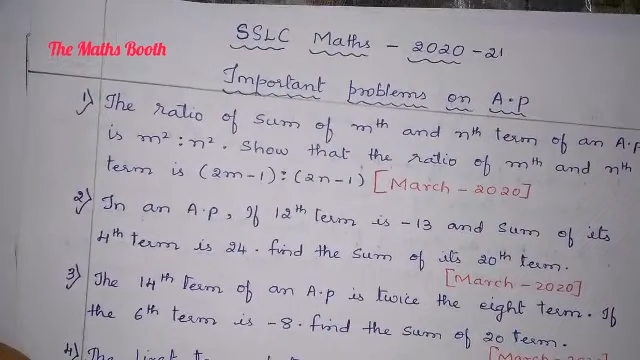 The Maths Booth
SSLC Maths - 2020-21
Important problems on A.P
1) The ratio of sum of mth and nth term of an A.P
is m² : n². Show that the ratio of mth and nth
term is (2m-1) : (2n-1) [March - 2020]
2) In an A.P, If 12th term is -13 and sum of its
4th term is 24. find the sum of its 20th term.
[March - 2020]
3) The 14th term of an A.p is twice the eight term. If
the 6th term is -8. find the sum of 20 term.
4) The first